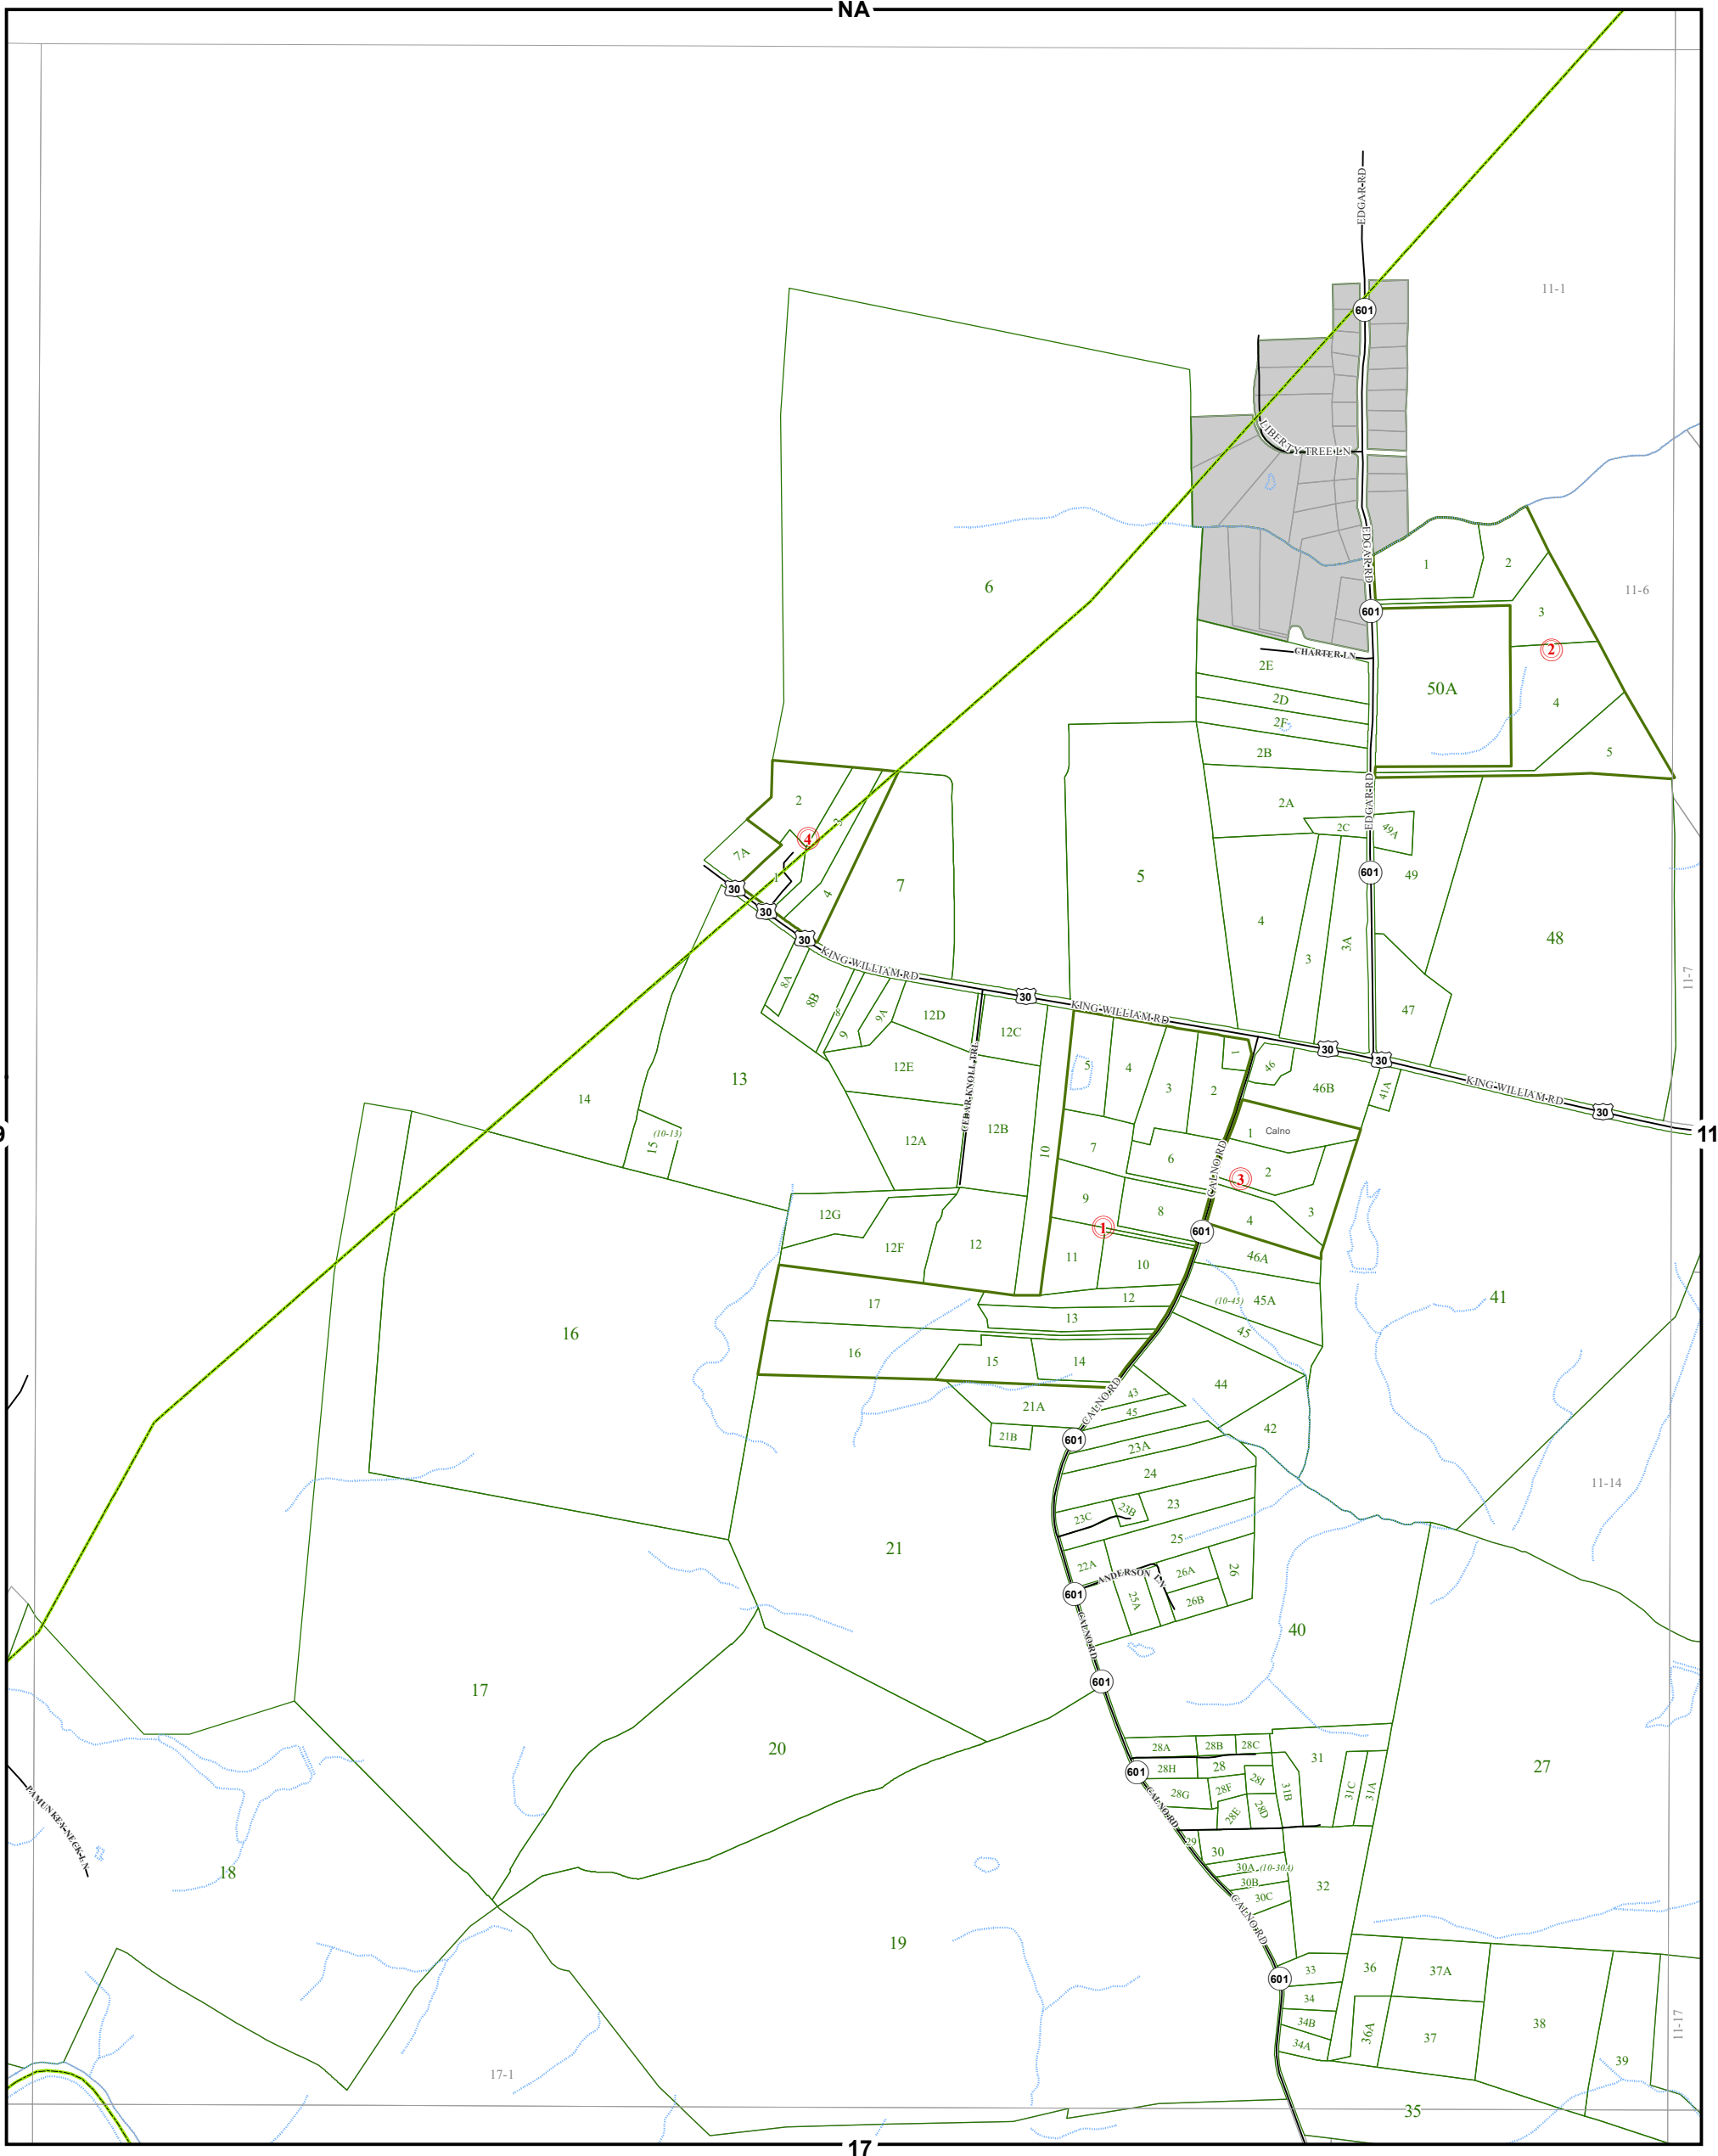 NA
EDGAR RD
11-1
601
LIBERTY TREE LN
EDGAR RD
1
2
6
3
11-6
601
2
CHARTER LN
2E
50A
2D
4
2F
2B
5
2
2A
EDGAR RD
3
4
2C
49A
7A
1
4
7
5
601
49
30
30
4
30
KING WILLIAM RD
3
3A
48
8A
8B
8
9
9A
12D
30
KING WILLIAM RD
12C
47
11-7
12E
CEDAR KNOLL TRL
5
4
3
2
1
46
30
30
46B
41A
KING WILLIAM RD
30
13
14
(10-13)
15
12A
12B
10
7
6
CALNO RD
1
Calno
2
3
9
11
12G
12F
12
9
8
4
3
1
601
11
10
46A
17
12
(10-45)
45A
41
13
45
16
16
15
14
44
CALNO RD
43
45
21A
21B
601
42
23A
24
11-14
23C
23B
23
25
21
22A
ANDERSON LN
26A
26
601
25A
26B
CALNO RD
40
601
17
20
28A
28B
28C
31
27
601
28H
28
28G
28F
28I
31B
31C
31A
CALNO RD
28E
28D
PAMUNKEY NECK LN
29
30
18
30A
(10-30A)
30B
30C
32
CALNO RD
19
33
601
36
37A
34
34B
34A
36A
37
38
39
11-17
17-1
35
17